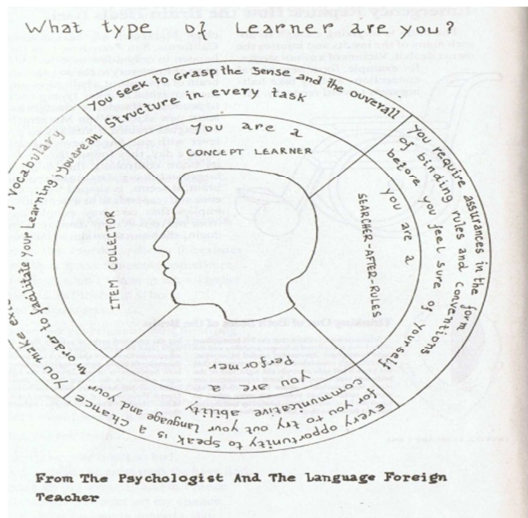 What type of Learner are you?
You seek to Grasp the Sense and the ouverall
Structure in every task
You are a
CONCEPT LEARNER
You require assurances in the form
of binding rules and conventions
before you feel sure of yourself
You are a
SEARCHER-AFTER-RULES
Every opportunity to speak is a chance
for you to try out your language and your
communicative ability
you are a
Performer
You make
vocabulary
in order to facilitate your Learning; you are an
ITEM COLLECTOR
From The Psychologist And The Language Foreign
Teacher